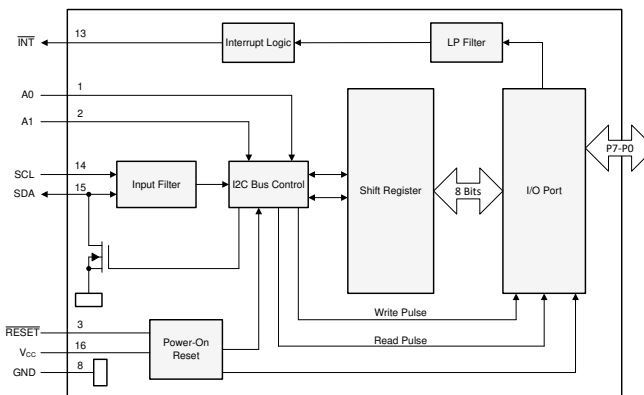 INT
13
Interrupt Logic
LP Filter
A0
1
A1
2
SCL
14
SDA
15
Input Filter
I2C Bus Control
Shift Register
8 Bits
I/O Port
P7-P0
Write Pulse
Read Pulse
RESET
3
VCC
16
GND
8
Power-On
Reset